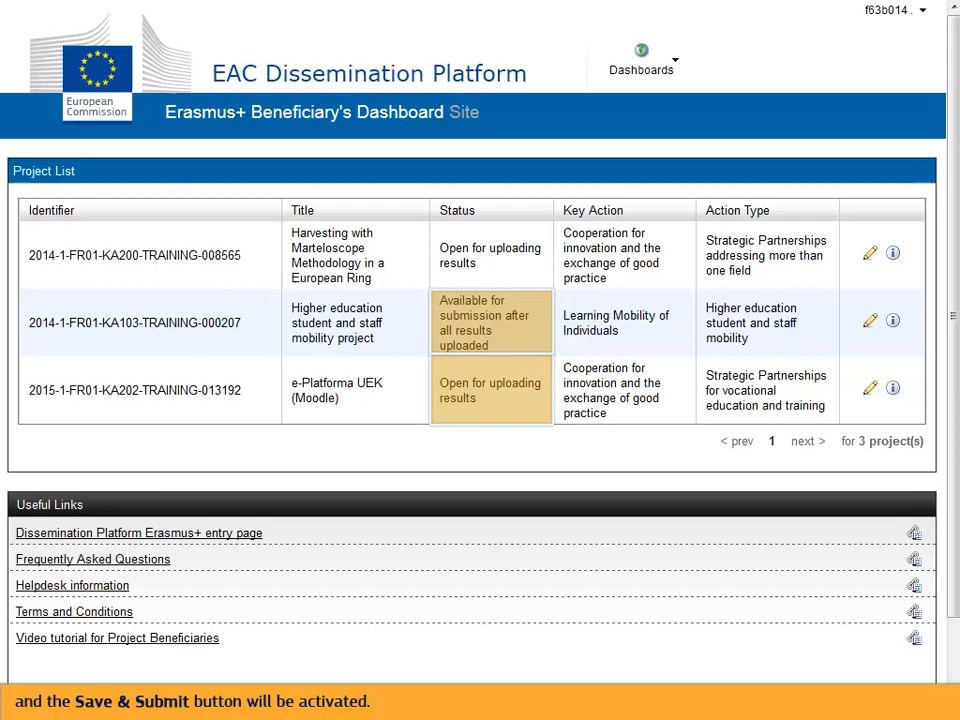 f63b014 .
European
Commission
EAC Dissemination Platform
Dashboards
Erasmus+ Beneficiary's Dashboard Site
Project List
Identifier Title Status Key Action Action Type
2014-1-FR01-KA200-TRAINING-008565
Harvesting with
Marteloscope
Methodology in a
European Ring
Open for uploading
results
Cooperation for
innovation and the
exchange of good
practice
Strategic Partnerships
addressing more than
one field
2014-1-FR01-KA103-TRAINING-000207
Higher education
student and staff
mobility project
Available for
submission after
all results
uploaded
Learning Mobility of
Individuals
Higher education
student and staff
mobility
2015-1-FR01-KA202-TRAINING-013192
e-Platforma UEK
(Moodle)
Open for uploading
results
Cooperation for
innovation and the
exchange of good
practice
Strategic Partnerships
for vocational
education and training
< prev 1 next > for 3 project(s)
Useful Links
Dissemination Platform Erasmus+ entry page
Frequently Asked Questions
Helpdesk information
Terms and Conditions
Video tutorial for Project Beneficiaries
and the Save & Submit button will be activated.